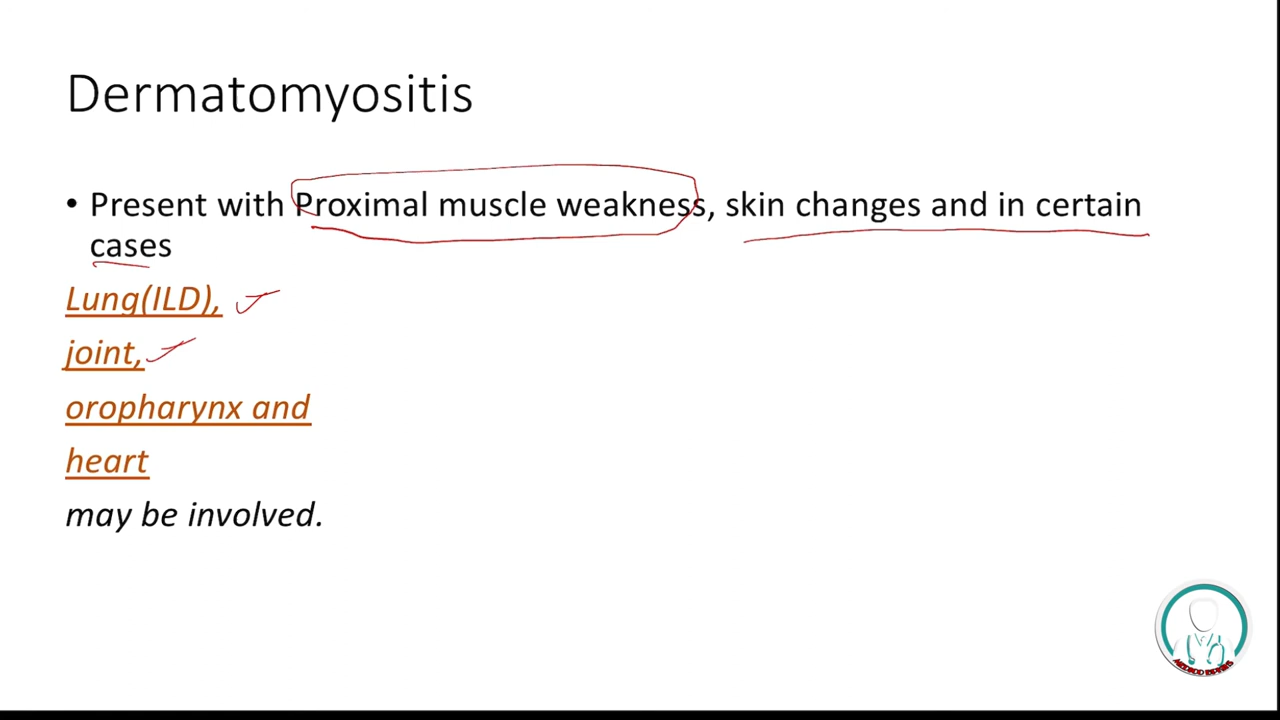 Dermatomyositis
• Present with Proximal muscle weakness, skin changes and in certain
cases
Lung(ILD),
joint,
oropharynx and
heart
may be involved.